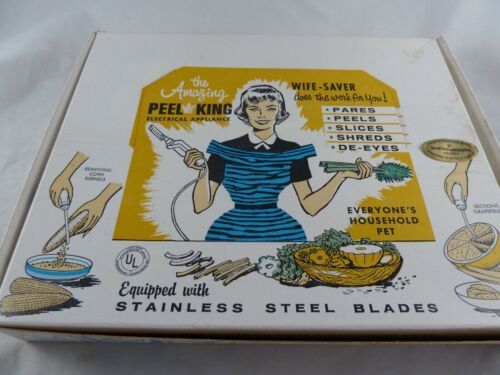 the
Amazing
PEEL KING
ELECTRICAL APPLIANCE
WIFE-SAVER
does the work for You!
★ PARES
★ PEELS
★ SLICES
★ SHREDS
★ DE-EYES
REMOVING
CORN
KERNELS
SECTIONS
EVERYONE'S
HOUSEHOLD
PET
UL
Equipped with
STAINLESS STEEL BLADES